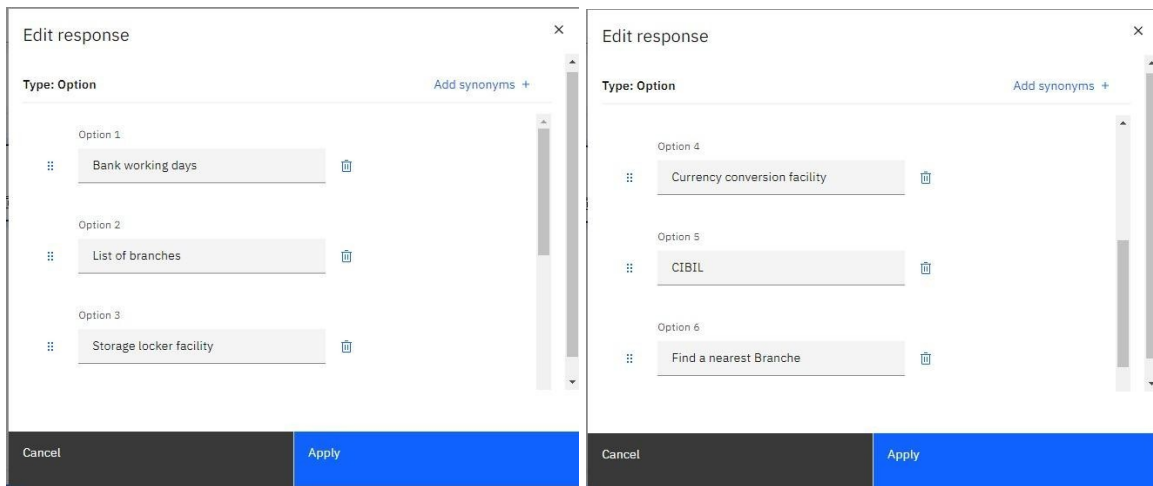 Edit response
Type: Option
Add synonyms +
Option 1
Bank working days
Option 2
List of branches
Option 3
Storage locker facility
Cancel
Apply
Edit response
Type: Option
Add synonyms +
Option 4
Currency conversion facility
Option 5
CIBIL
Option 6
Find a nearest Branche
Cancel
Apply